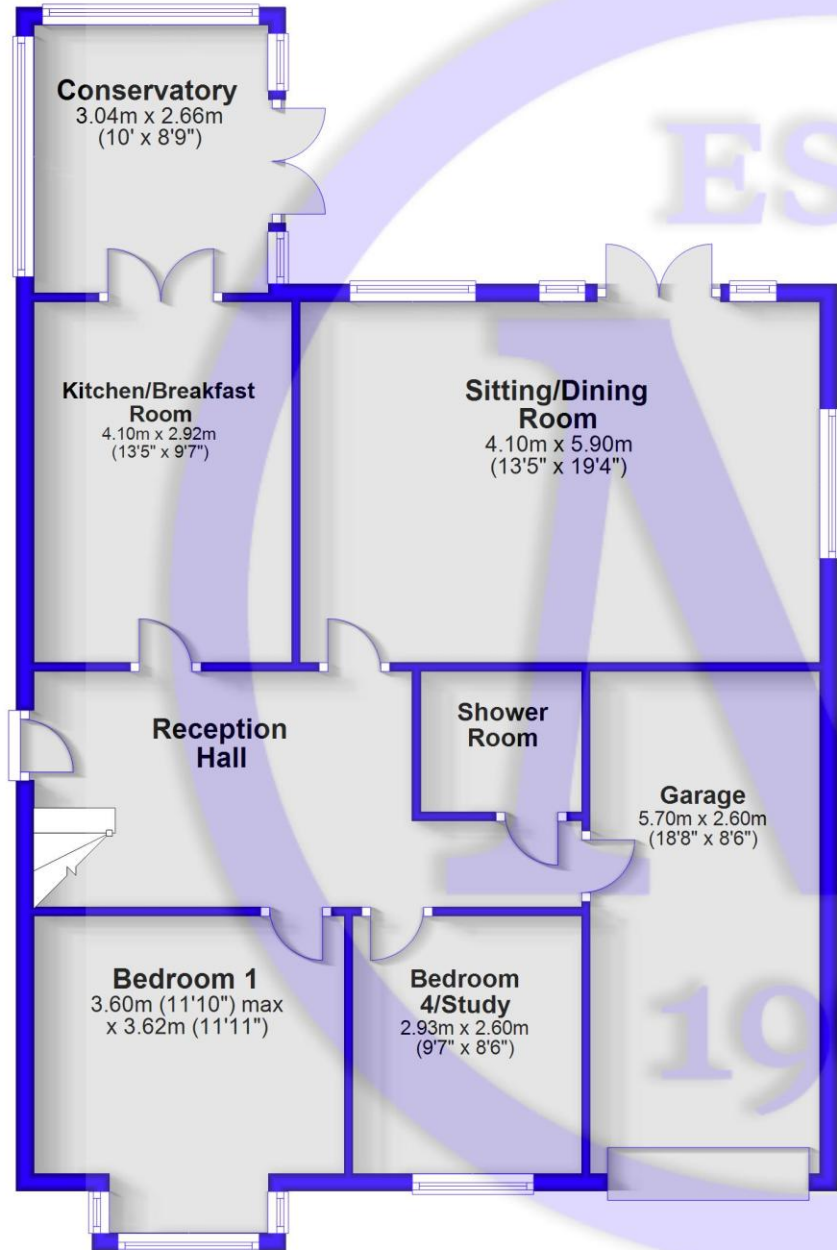 Conservatory
3.04m x 2.66m
(10' x 8'9")
ES
Kitchen/Breakfast
Room
4.10m x 2.92m
(13'5" x 9'7")
Sitting/Dining
Room
4.10m x 5.90m
(13'5" x 19'4")
Reception
Hall
Shower
Room
Garage
5.70m x 2.60m
(18'8" x 8'6")
Bedroom 1
3.60m (11'10") max
x 3.62m (11'11")
Bedroom
4/Study
2.93m x 2.60m
(9'7" x 8'6")
19